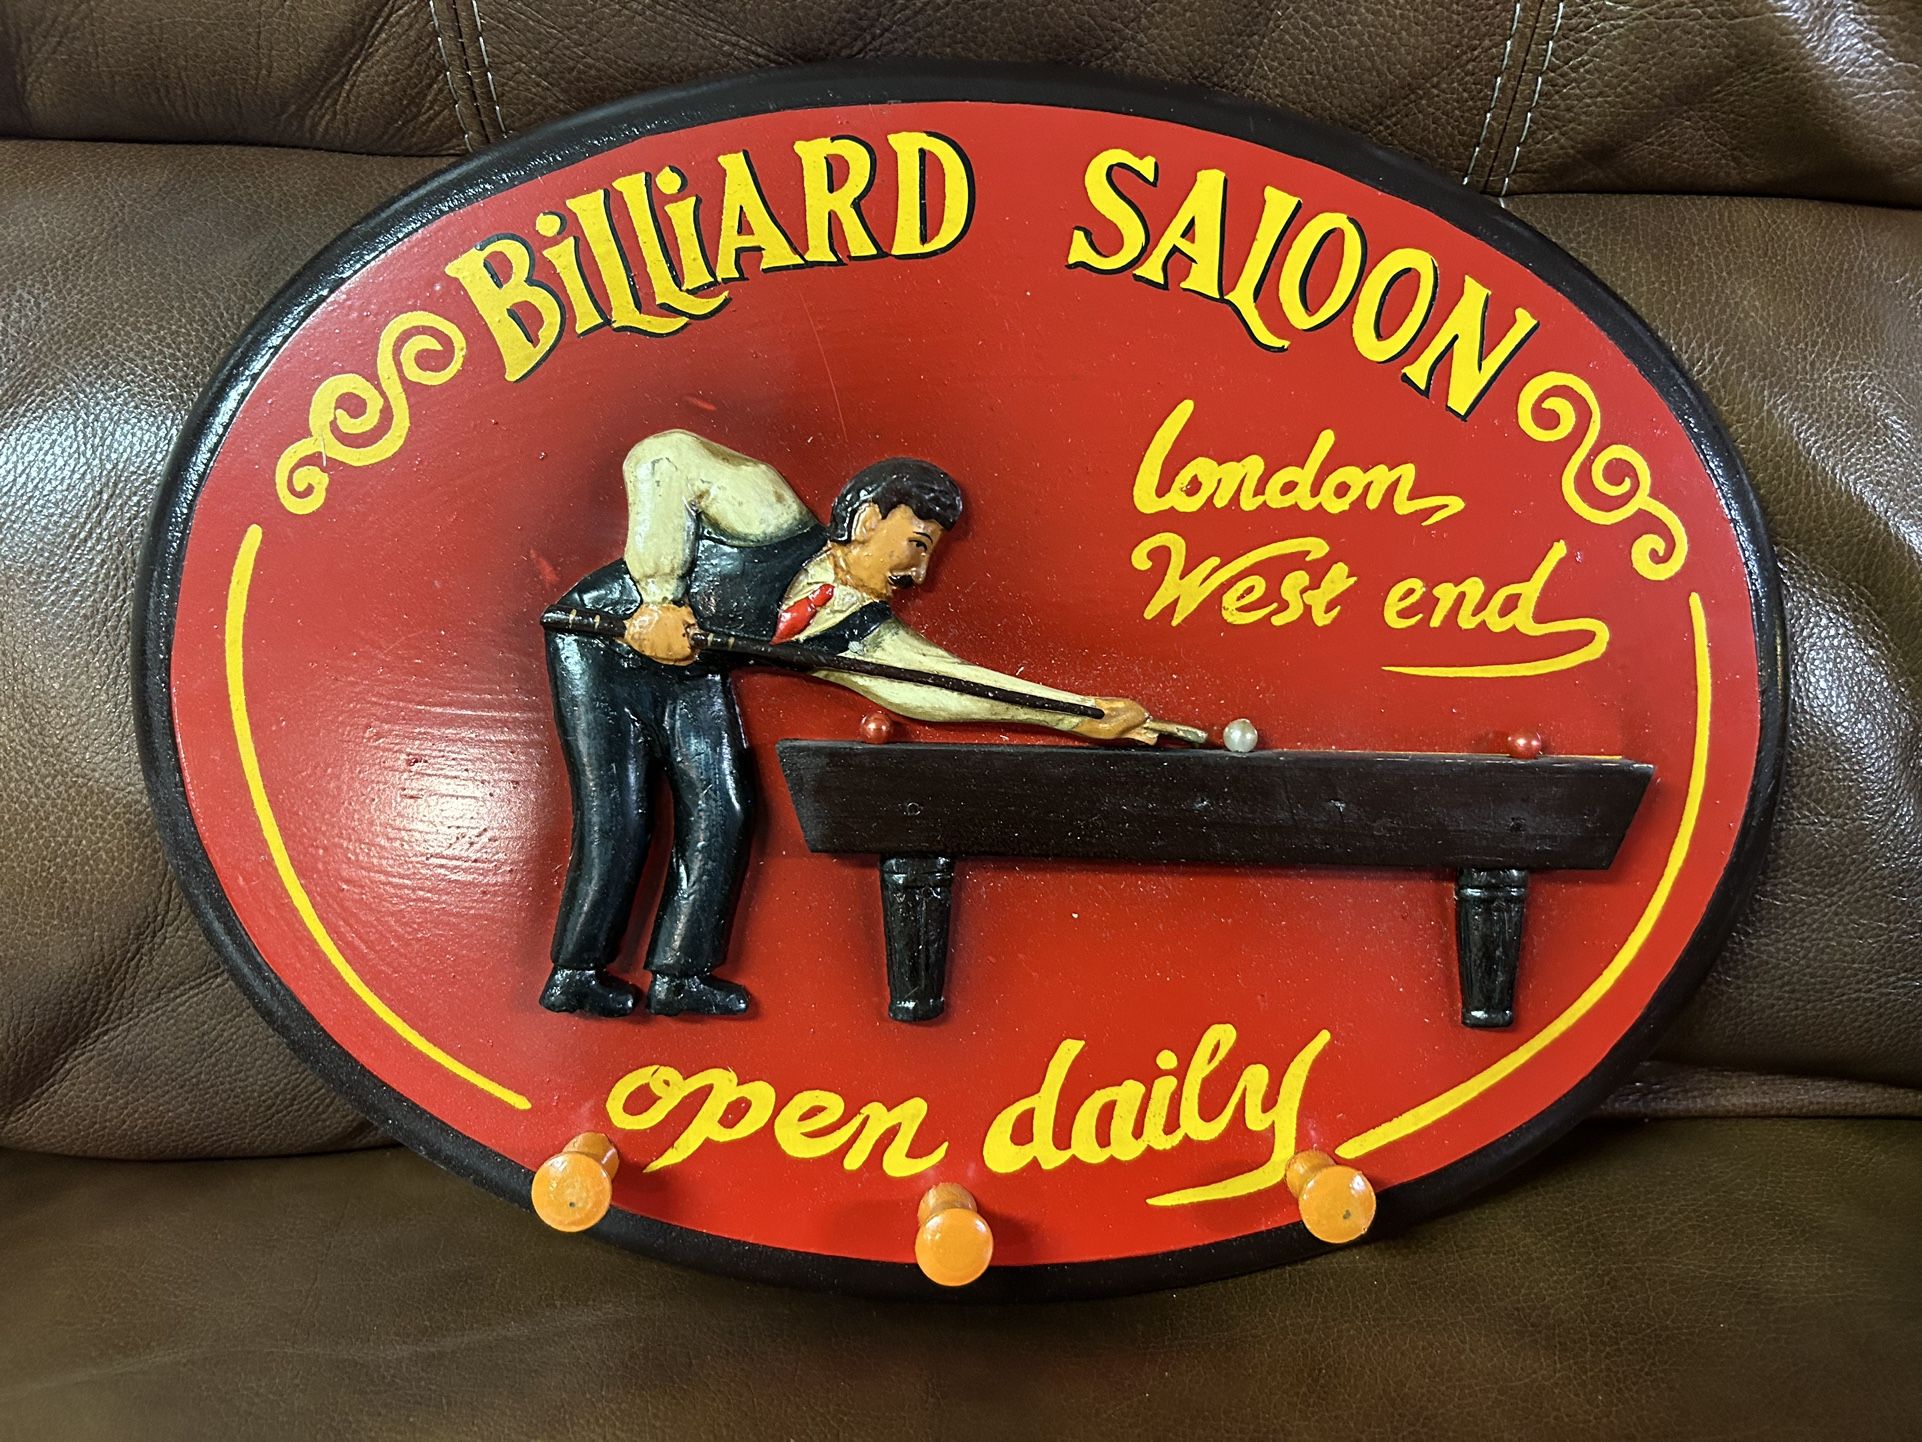 BiLLiARD SALOON
London,
West end
open daily